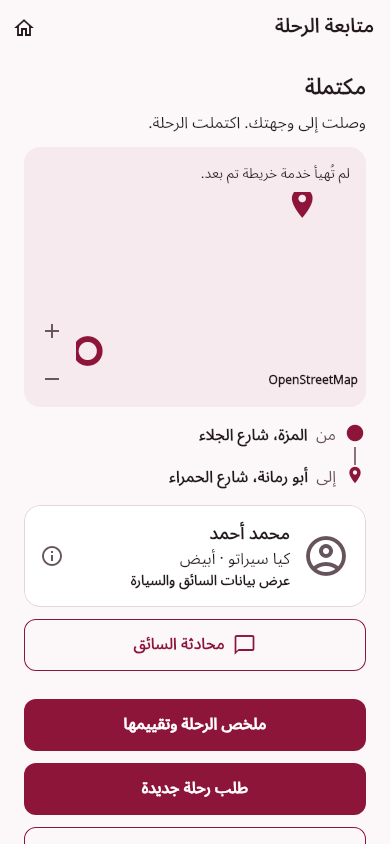 متابعة الرحلة
مكتملة
وصلت إلى وجهتك. اكتملت الرحلة.
لم تُهيأ خدمة خريطة تم بعد.
OpenStreetMap
من المزة، شارع الجلاء
إلى أبو رمانة، شارع الحمراء
محمد أحمد
كيا سيراتو · أبيض
عرض بيانات السائق والسيارة
محادثة السائق
ملخص الرحلة وتقييمها
طلب رحلة جديدة